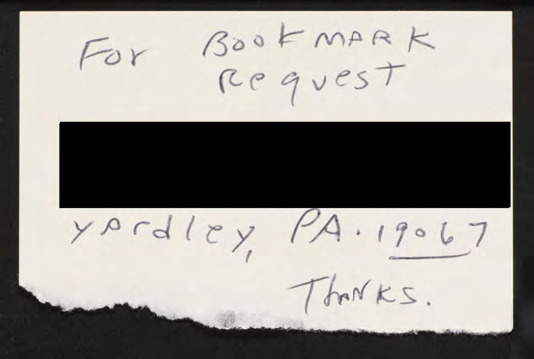 For BookMARK
Request
yardley, PA. 19067
Thanks.